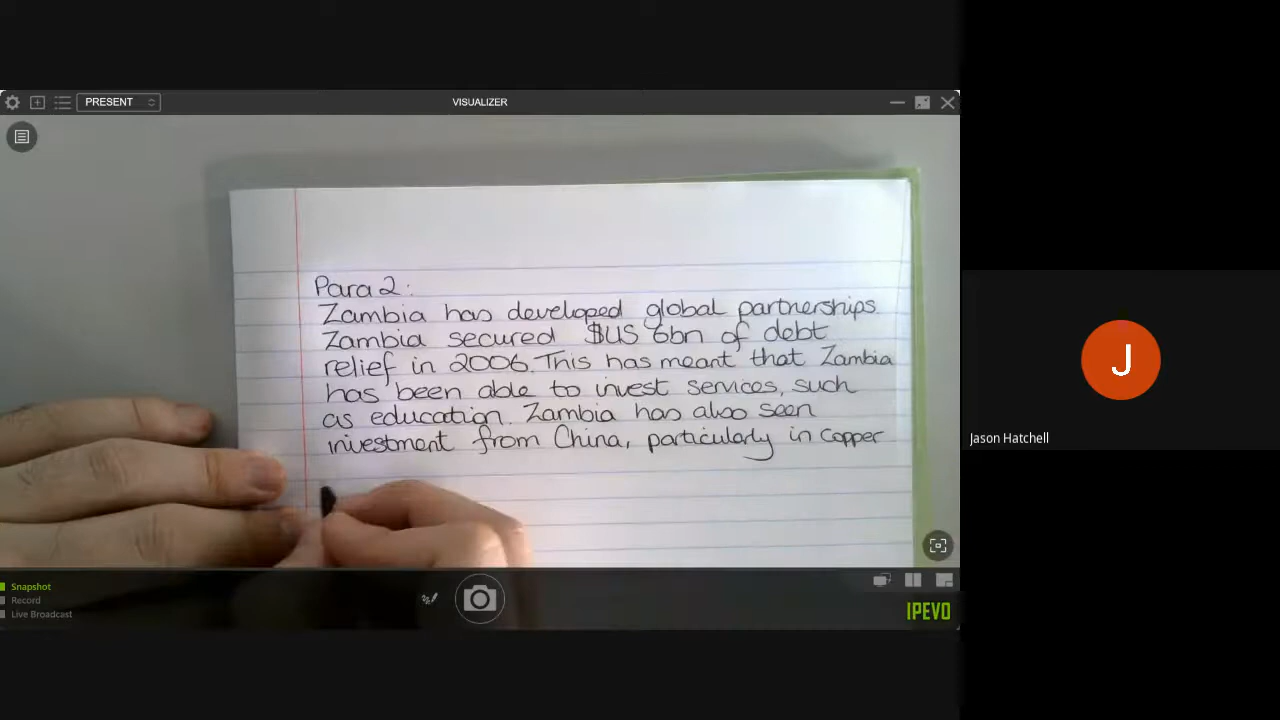 PRESENT
VISUALIZER
Para 2:
Zambia has developed global partnerships.
Zambia secured $US 6bn of debt
relief in 2006. This has meant that Zambia
has been able to invest services, such
as education. Zambia has also seen
investment from China, particularly in copper
Snapshot
Record
Live Broadcast
IPEVO
J
Jason Hatchell